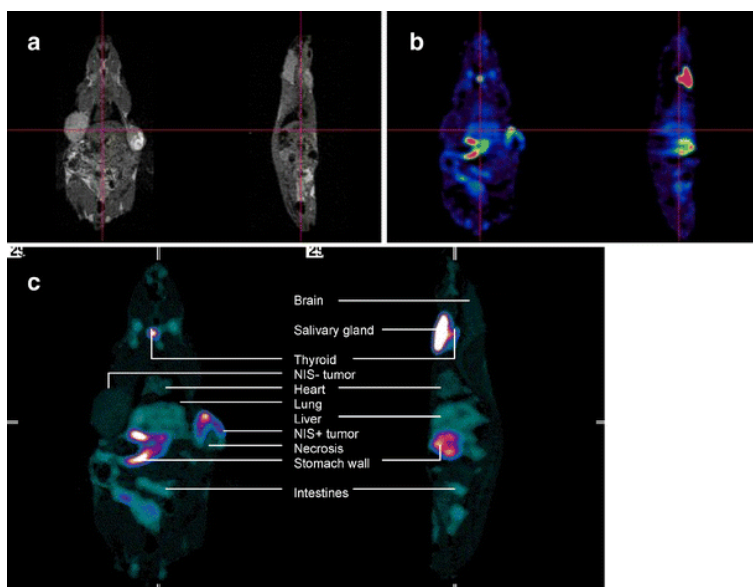 a
b
c
Brain
Salivary gland
Thyroid
NIS- tumor
Heart
Lung
Liver
NIS+ tumor
Necrosis
Stomach wall
Intestines